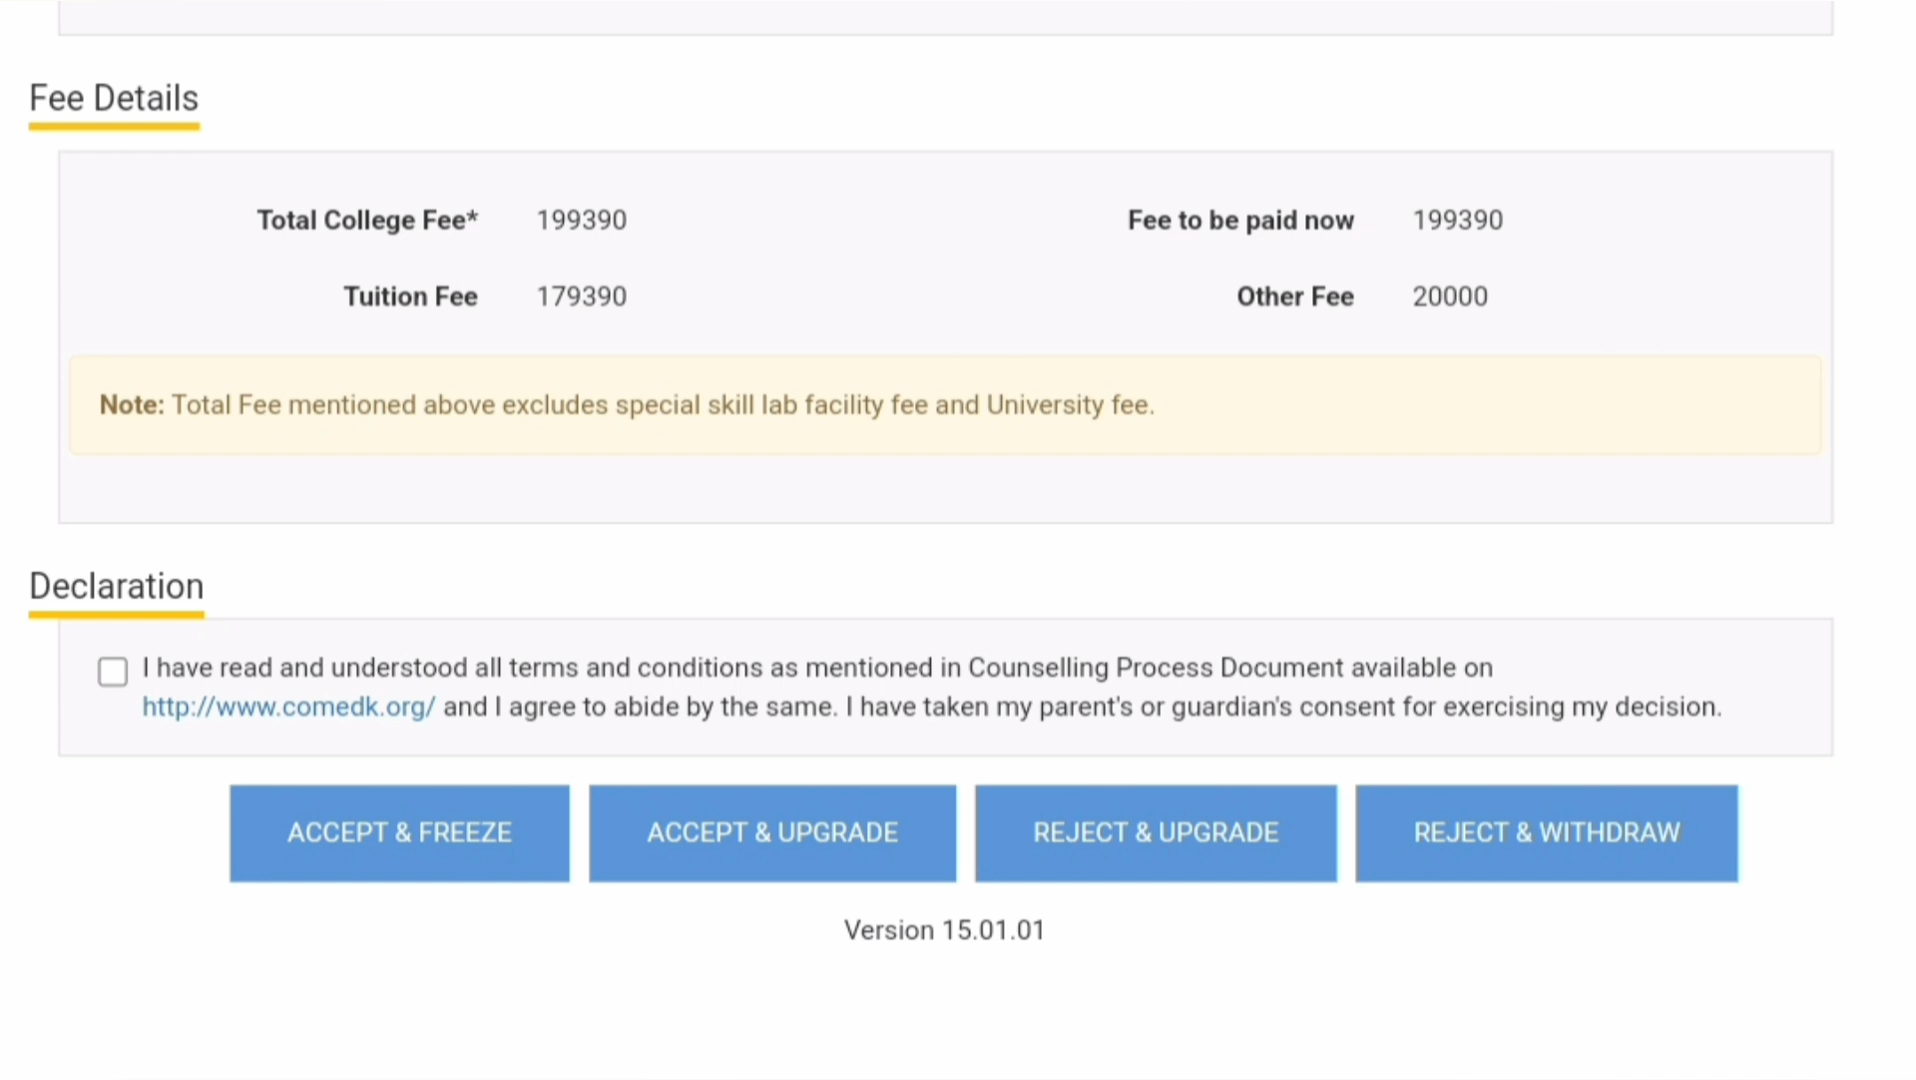 Fee Details
Total College Fee* 199390 Fee to be paid now 199390
Tuition Fee 179390 Other Fee 20000
Note: Total Fee mentioned above excludes special skill lab facility fee and University fee.
Declaration
I have read and understood all terms and conditions as mentioned in Counselling Process Document available on
http://www.comedk.org/ and I agree to abide by the same. I have taken my parent's or guardian's consent for exercising my decision.
ACCEPT & FREEZE ACCEPT & UPGRADE REJECT & UPGRADE REJECT & WITHDRAW
Version 15.01.01